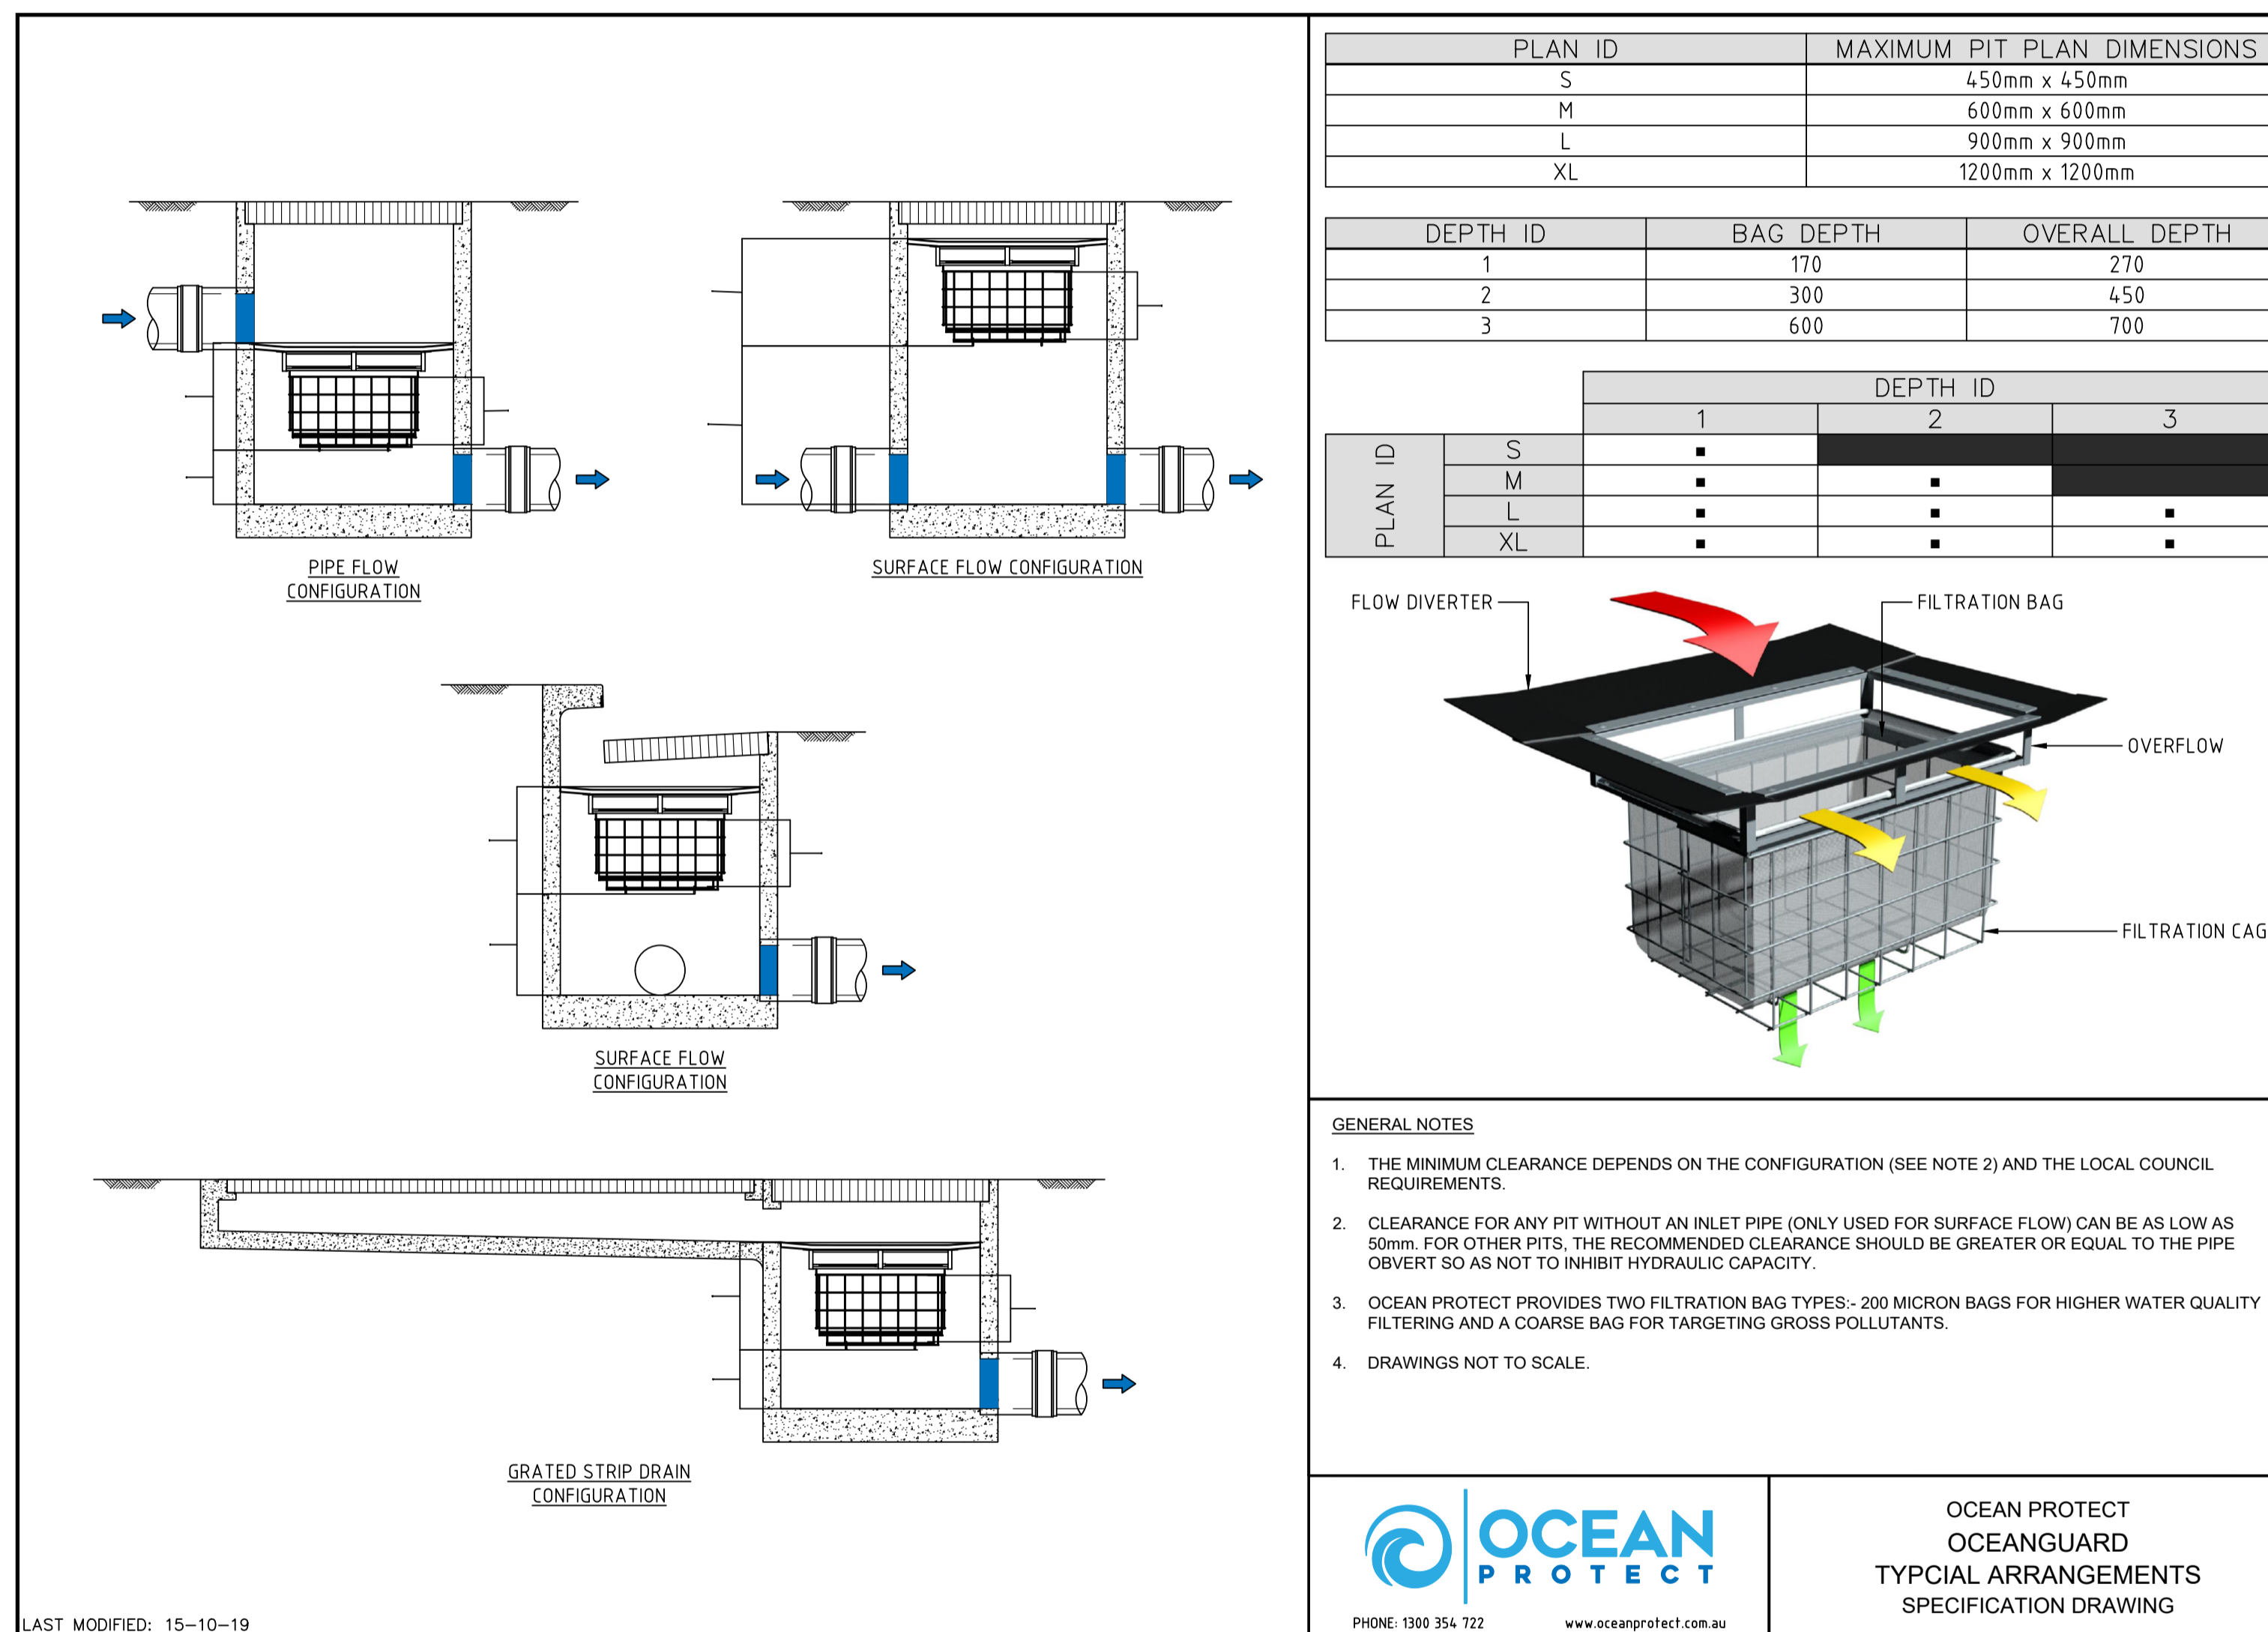 PLAN ID MAXIMUM PIT PLAN DIMENSIONS
S 450mm x 450mm
M 600mm x 600mm
L 900mm x 900mm
XL 1200mm x 1200mm
DEPTH ID BAG DEPTH OVERALL DEPTH
1 170 270
2 300 450
3 600 700
DEPTH ID
1 2 3
PLAN ID
S ▪
M ▪ ▪
L ▪ ▪ ▪
XL ▪ ▪ ▪
PIPE FLOW
CONFIGURATION
SURFACE FLOW CONFIGURATION
SURFACE FLOW
CONFIGURATION
GRATED STRIP DRAIN
CONFIGURATION
FLOW DIVERTER
FILTRATION BAG
OVERFLOW
FILTRATION CAG
GENERAL NOTES
1. THE MINIMUM CLEARANCE DEPENDS ON THE CONFIGURATION (SEE NOTE 2) AND THE LOCAL COUNCIL
REQUIREMENTS.
2. CLEARANCE FOR ANY PIT WITHOUT AN INLET PIPE (ONLY USED FOR SURFACE FLOW) CAN BE AS LOW AS
50mm. FOR OTHER PITS, THE RECOMMENDED CLEARANCE SHOULD BE GREATER OR EQUAL TO THE PIPE
OBVERT SO AS NOT TO INHIBIT HYDRAULIC CAPACITY.
3. OCEAN PROTECT PROVIDES TWO FILTRATION BAG TYPES:- 200 MICRON BAGS FOR HIGHER WATER QUALITY
FILTERING AND A COARSE BAG FOR TARGETING GROSS POLLUTANTS.
4. DRAWINGS NOT TO SCALE.
OCEAN
PROTECT
PHONE: 1300 354 722 www.oceanprotect.com.au
OCEAN PROTECT
OCEANGUARD
TYPCIAL ARRANGEMENTS
SPECIFICATION DRAWING
LAST MODIFIED: 15-10-19